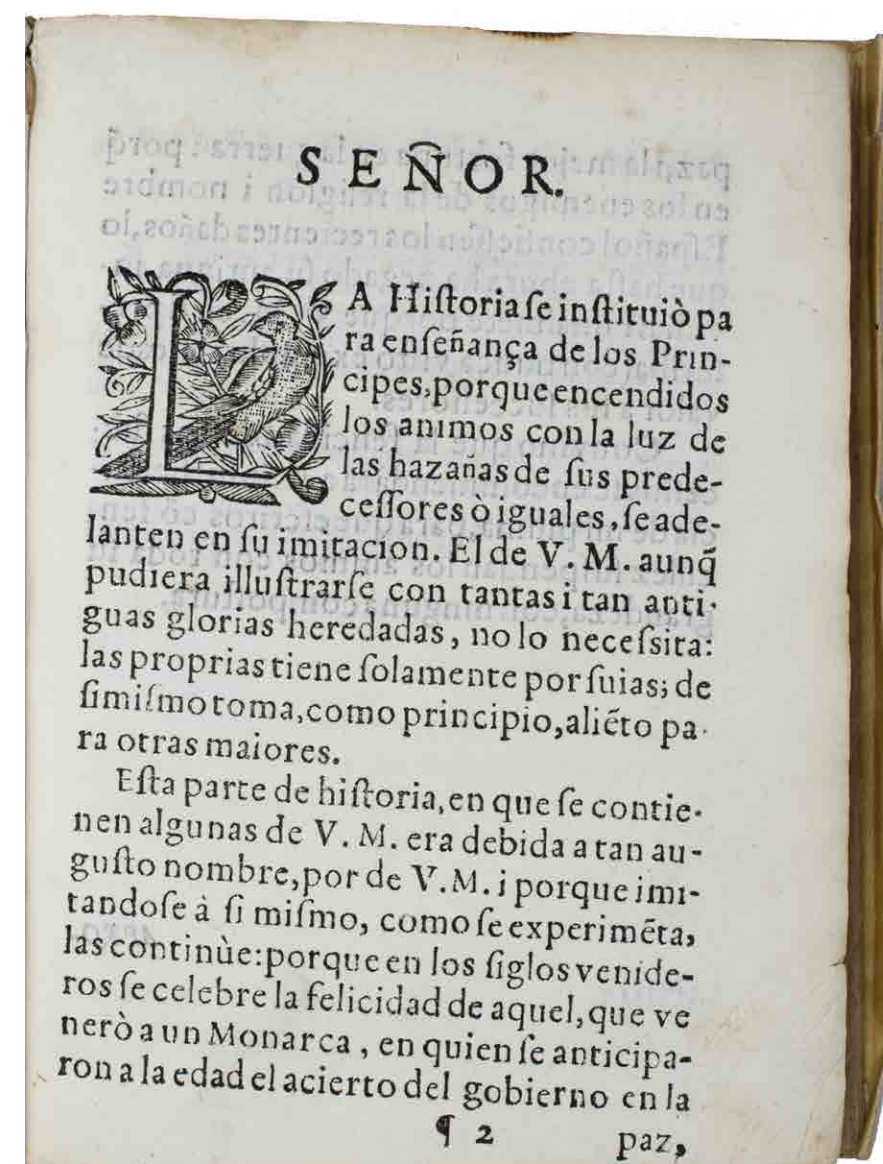 SEÑOR.
LA Hiſtoria ſe inſtituiò pa
ra enſeñança de los Prin-
cipes, porque encendidos
los animos con la luz de
las hazañas de ſus prede-
ceſſores ò iguales, ſe ade-
lanten en ſu imitacion. El de V. M. aunq̃
pudiera illuſtrarſe con tantas i tan anti-
guas glorias heredadas, no lo neceſsita:
las proprias tiene ſolamente por ſuias; de
ſimiſmo toma, como principio, aliẽto pa-
ra otras maiores.
Eſta parte de hiſtoria, en que ſe contie-
nen algunas de V. M. era debida a tan au-
guſto nombre, por de V. M. i porque imi-
tandoſe à ſi miſmo, como ſe experimẽta,
las continùe: porque en los ſiglos venide-
ros ſe celebre la felicidad de aquel, que ve
nerò a un Monarca, en quien ſe anticipa-
ron a la edad el acierto del gobierno en la
¶ 2 paz,